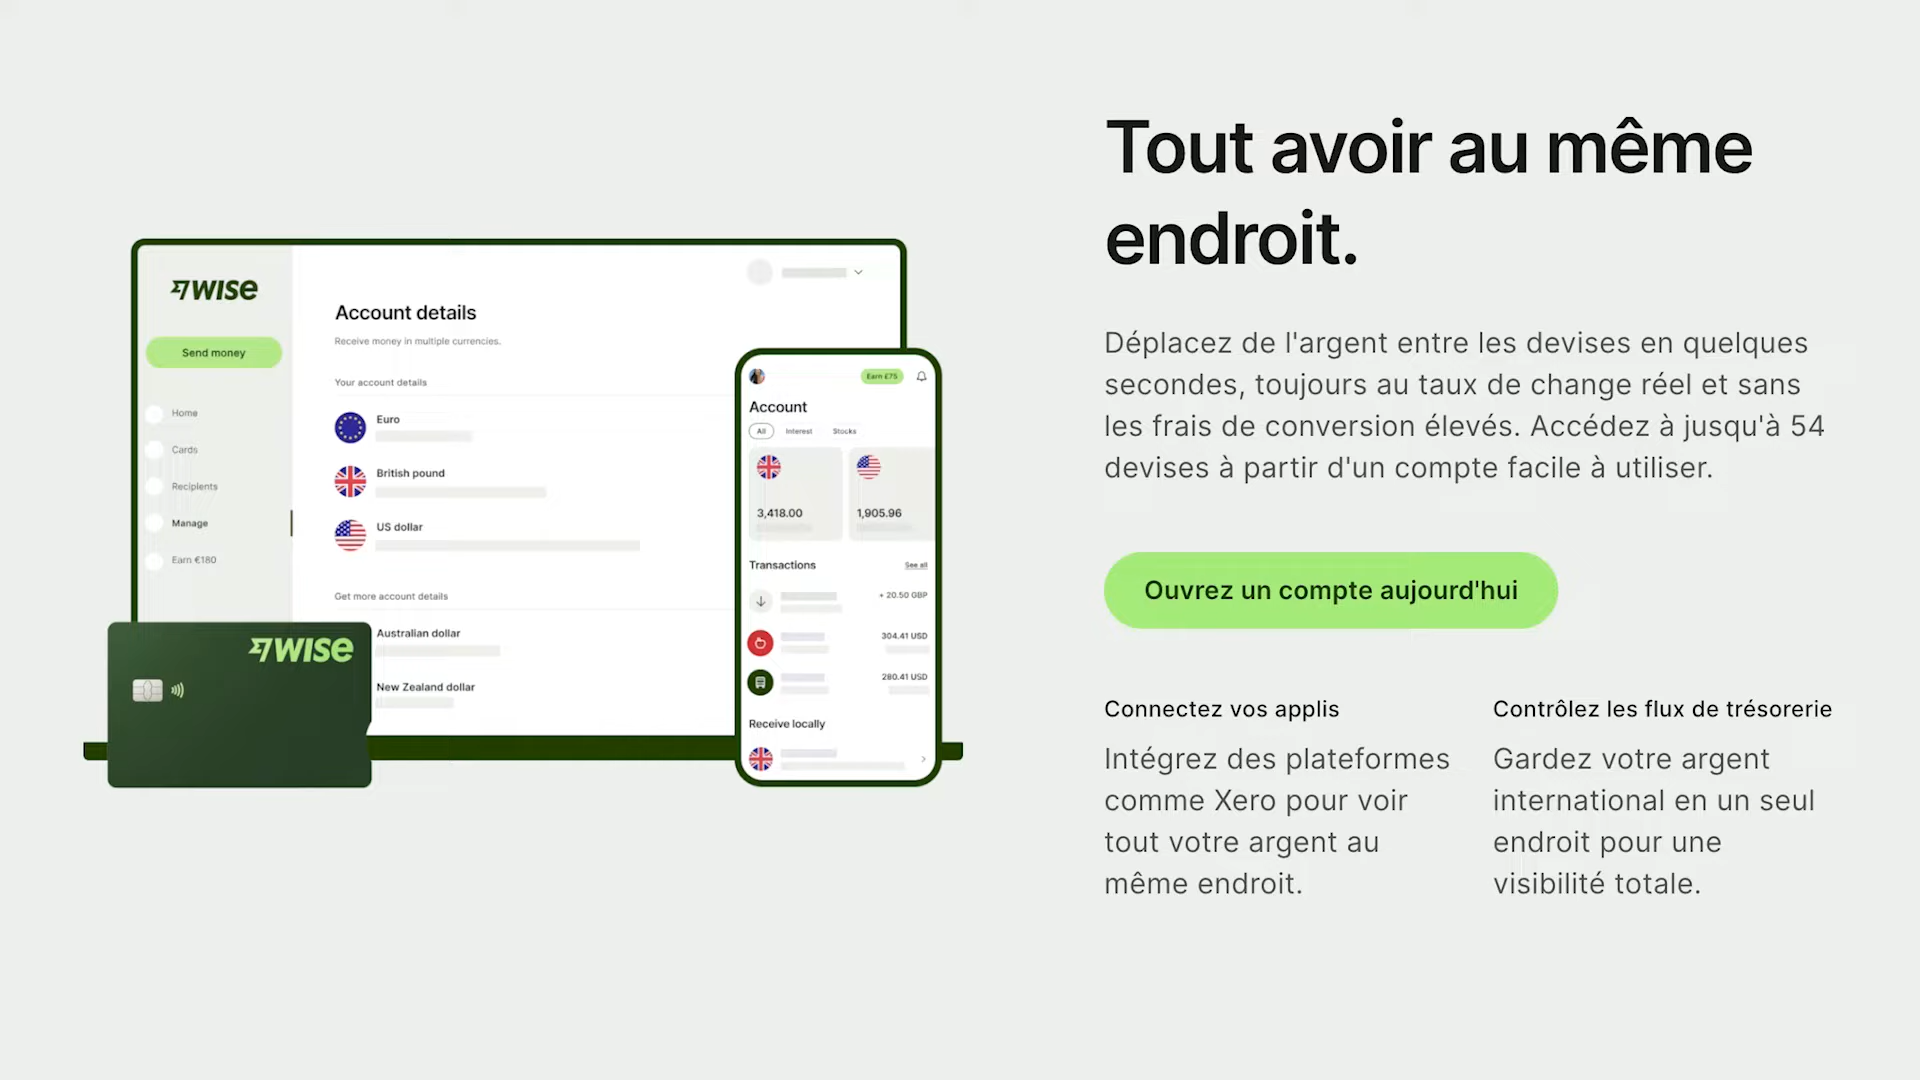 WISE
Send money
Home
Cards
Recipients
Manage
Earn €180
Account details
Receive money in multiple currencies.
Your account details
Euro
British pound
US dollar
Get more account details
Australian dollar
New Zealand dollar
WISE
Earn £75
Account
All Interest Stocks
3,418.00 1,905.96
Transactions See all
+ 20.50 GBP
304.41 USD
280.41 USD
Receive locally
Tout avoir au même
endroit.
Déplacez de l'argent entre les devises en quelques
secondes, toujours au taux de change réel et sans
les frais de conversion élevés. Accédez à jusqu'à 54
devises à partir d'un compte facile à utiliser.
Ouvrez un compte aujourd'hui
Connectez vos applis
Intégrez des plateformes
comme Xero pour voir
tout votre argent au
même endroit.
Contrôlez les flux de trésorerie
Gardez votre argent
international en un seul
endroit pour une
visibilité totale.